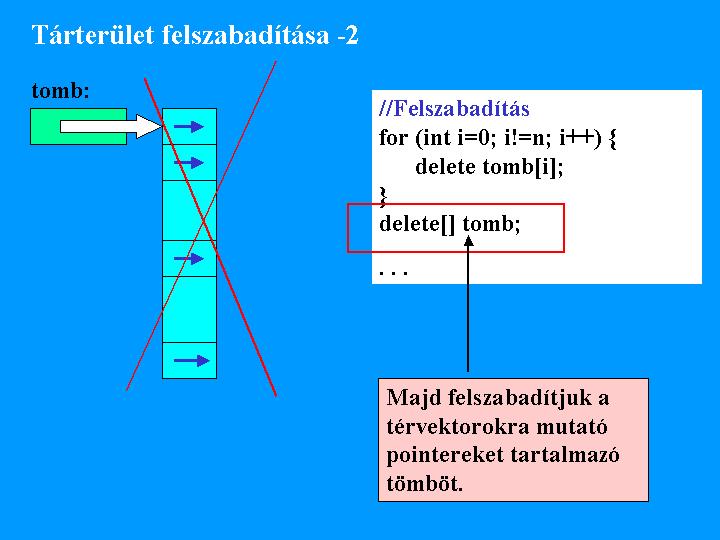 Tárterület felszabadítása -2
tomb:
//Felszabadítás
for (int i=0; i!=n; i++) {
delete tomb[i];
}
delete[] tomb;
. . .
Majd felszabadítjuk a
térvektorokra mutató
pointereket tartalmazó
tömböt.